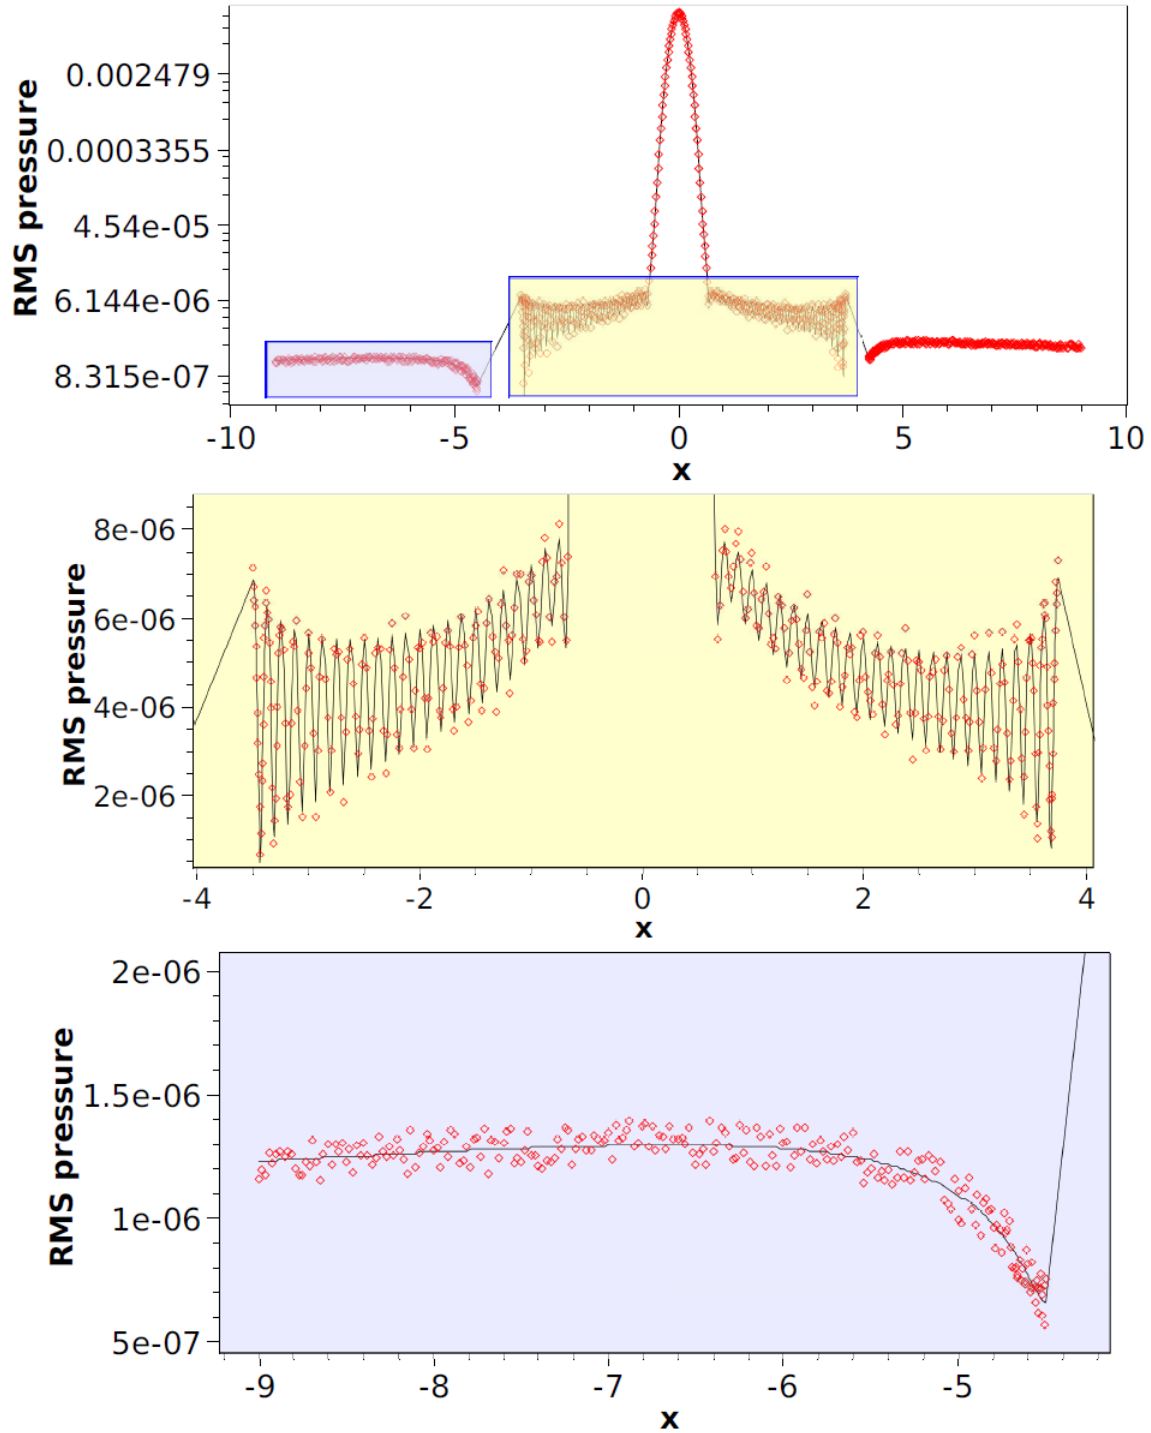 RMS pressure
0.002479
0.0003355
4.54e-05
6.144e-06
8.315e-07
-10 -5 0 5 10
x
RMS pressure
8e-06
6e-06
4e-06
2e-06
-4 -2 0 2 4
x
RMS pressure
2e-06
1.5e-06
1e-06
5e-07
-9 -8 -7 -6 -5
x